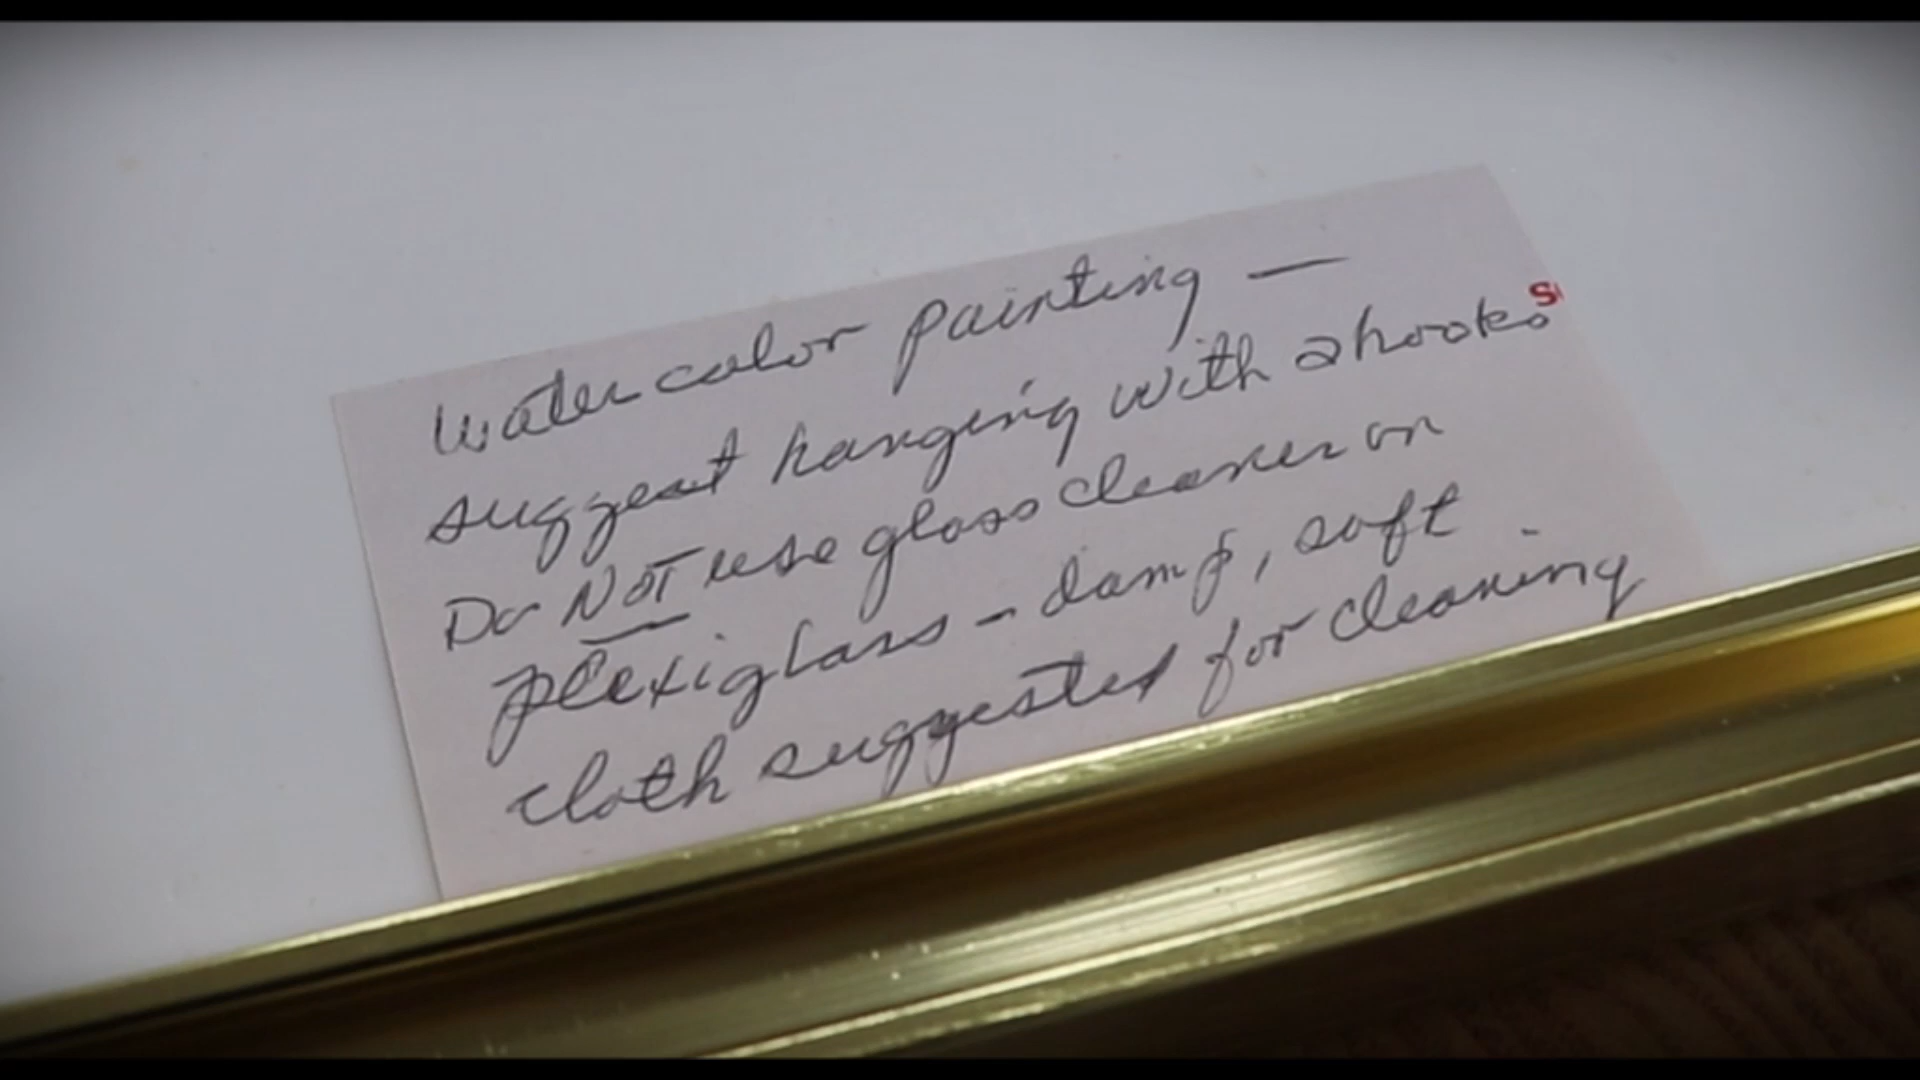 Watercolor painting —
suggest hanging with 2 hooks.
Do NOT use glass cleaner on
plexiglass - damp, soft
cloth suggested for cleaning